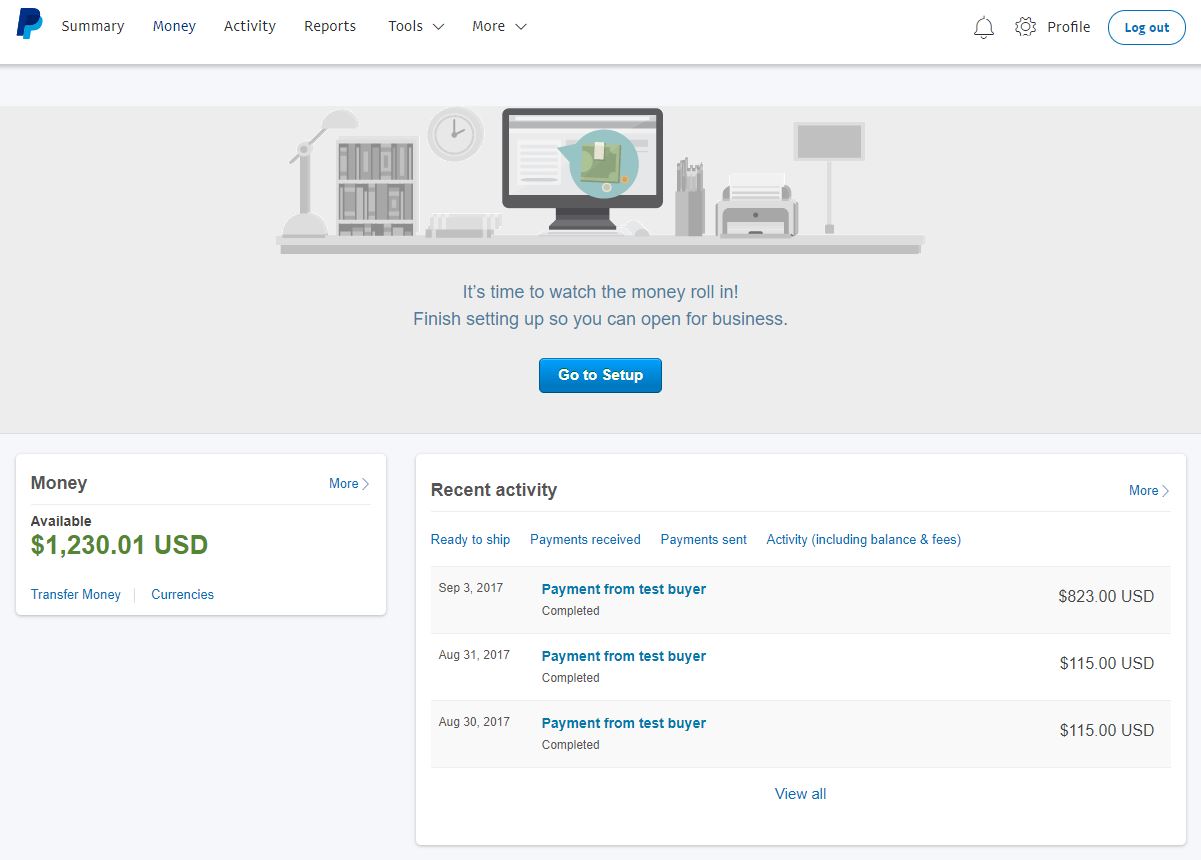 Summary Money Activity Reports Tools More Profile Log out
It's time to watch the money roll in!
Finish setting up so you can open for business.
Go to Setup
Money More
Available
$1,230.01 USD
Transfer Money Currencies
Recent activity More
Ready to ship Payments received Payments sent Activity (including balance & fees)
Sep 3, 2017 Payment from test buyer $823.00 USD
Completed
Aug 31, 2017 Payment from test buyer $115.00 USD
Completed
Aug 30, 2017 Payment from test buyer $115.00 USD
Completed
View all